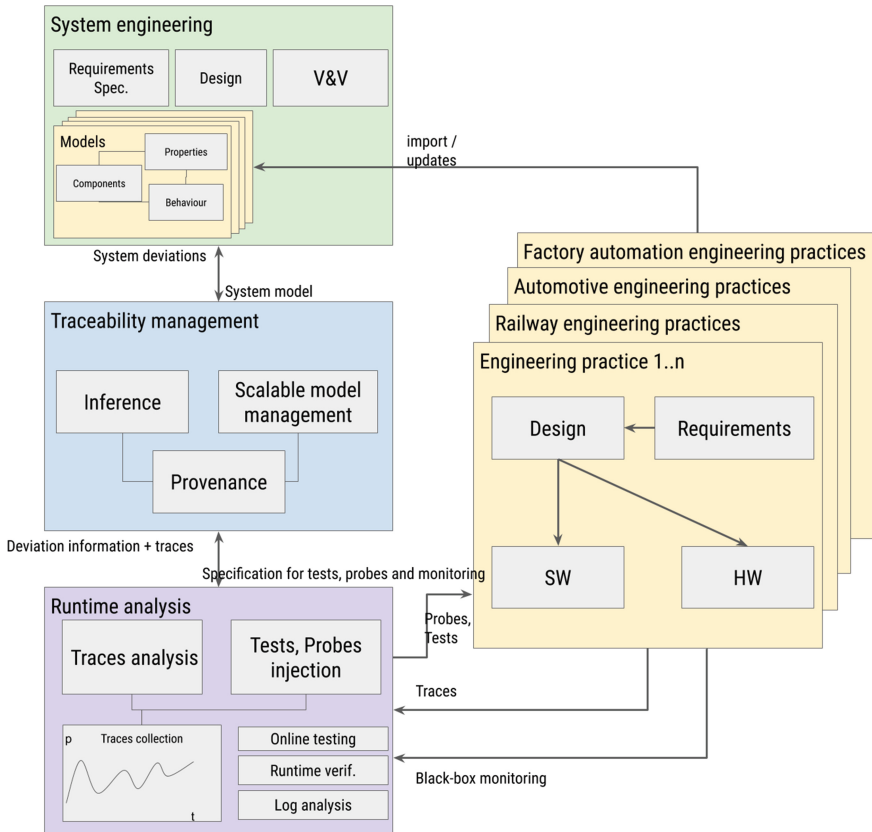 System engineering
Requirements
Spec.
Design
V&V
Models
Properties
Components
Behaviour
import /
updates
System deviations
System model
Factory automation engineering practices
Automotive engineering practices
Railway engineering practices
Engineering practice 1..n
Design
Requirements
SW
HW
Traceability management
Inference
Scalable model
management
Provenance
Deviation information + traces
Specification for tests, probes and monitoring
Runtime analysis
Traces analysis
Tests, Probes
injection
Probes,
Tests
Traces
p
Traces collection
t
Online testing
Runtime verif.
Log analysis
Black-box monitoring